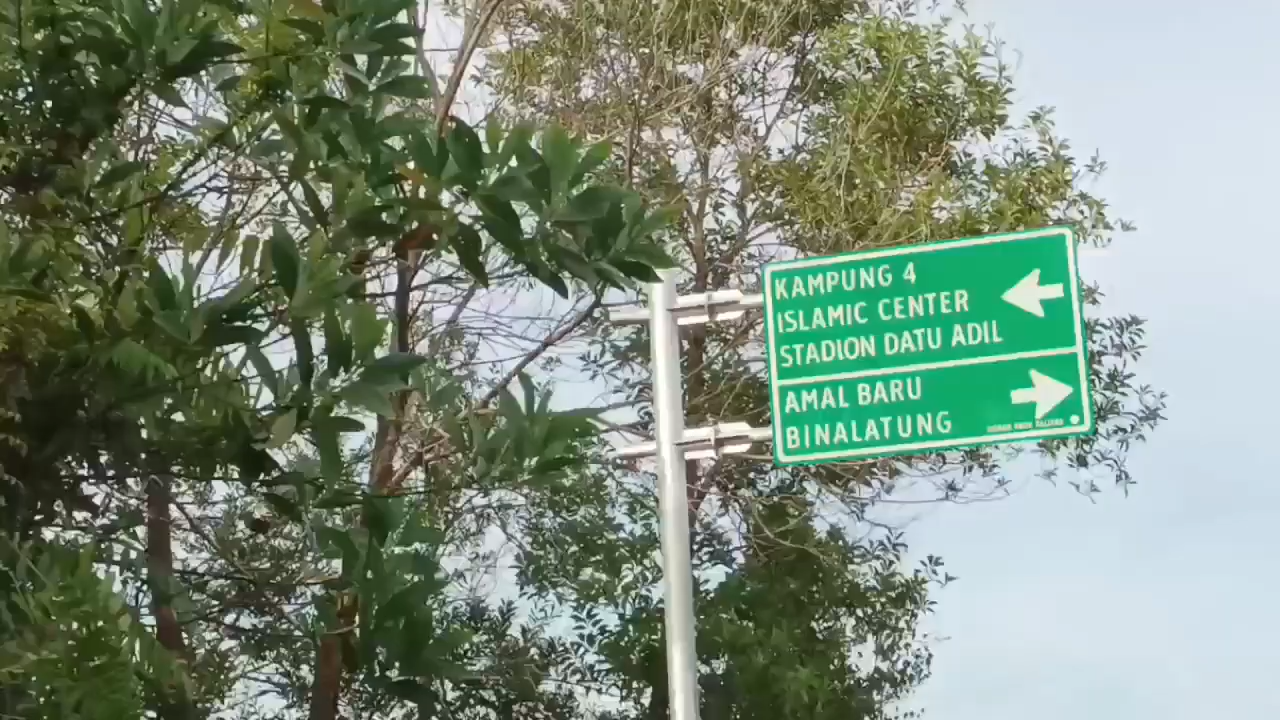 KAMPUNG 4
ISLAMIC CENTER
STADION DATU ADIL
AMAL BARU
BINALATUNG